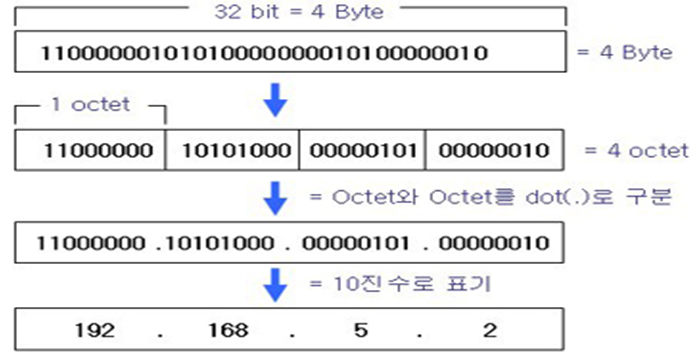 32 bit = 4 Byte
11000000101010000000010100000010 = 4 Byte
1 octet
11000000 10101000 00000101 00000010 = 4 octet
= Octet와 Octet를 dot(.)로 구분
11000000 .10101000 . 00000101 . 00000010
= 10진수로 표기
192 . 168 . 5 . 2